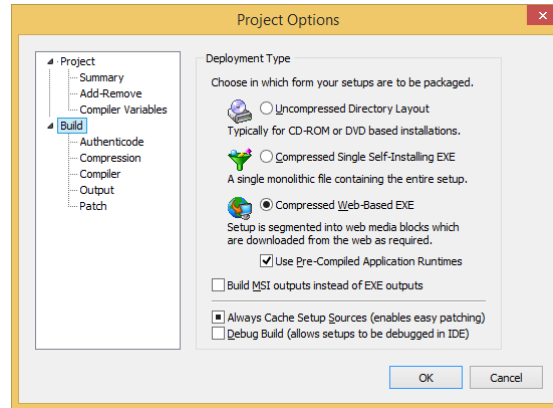 Project Options
Project
Summary
Add-Remove
Compiler Variables
Build
Authenticode
Compression
Compiler
Output
Patch
Deployment Type
Choose in which form your setups are to be packaged.
Uncompressed Directory Layout
Typically for CD-ROM or DVD based installations.
Compressed Single Self-Installing EXE
A single monolithic file containing the entire setup.
Compressed Web-Based EXE
Setup is segmented into web media blocks which
are downloaded from the web as required.
Use Pre-Compiled Application Runtimes
Build MSI outputs instead of EXE outputs
Always Cache Setup Sources (enables easy patching)
Debug Build (allows setups to be debugged in IDE)
OK
Cancel